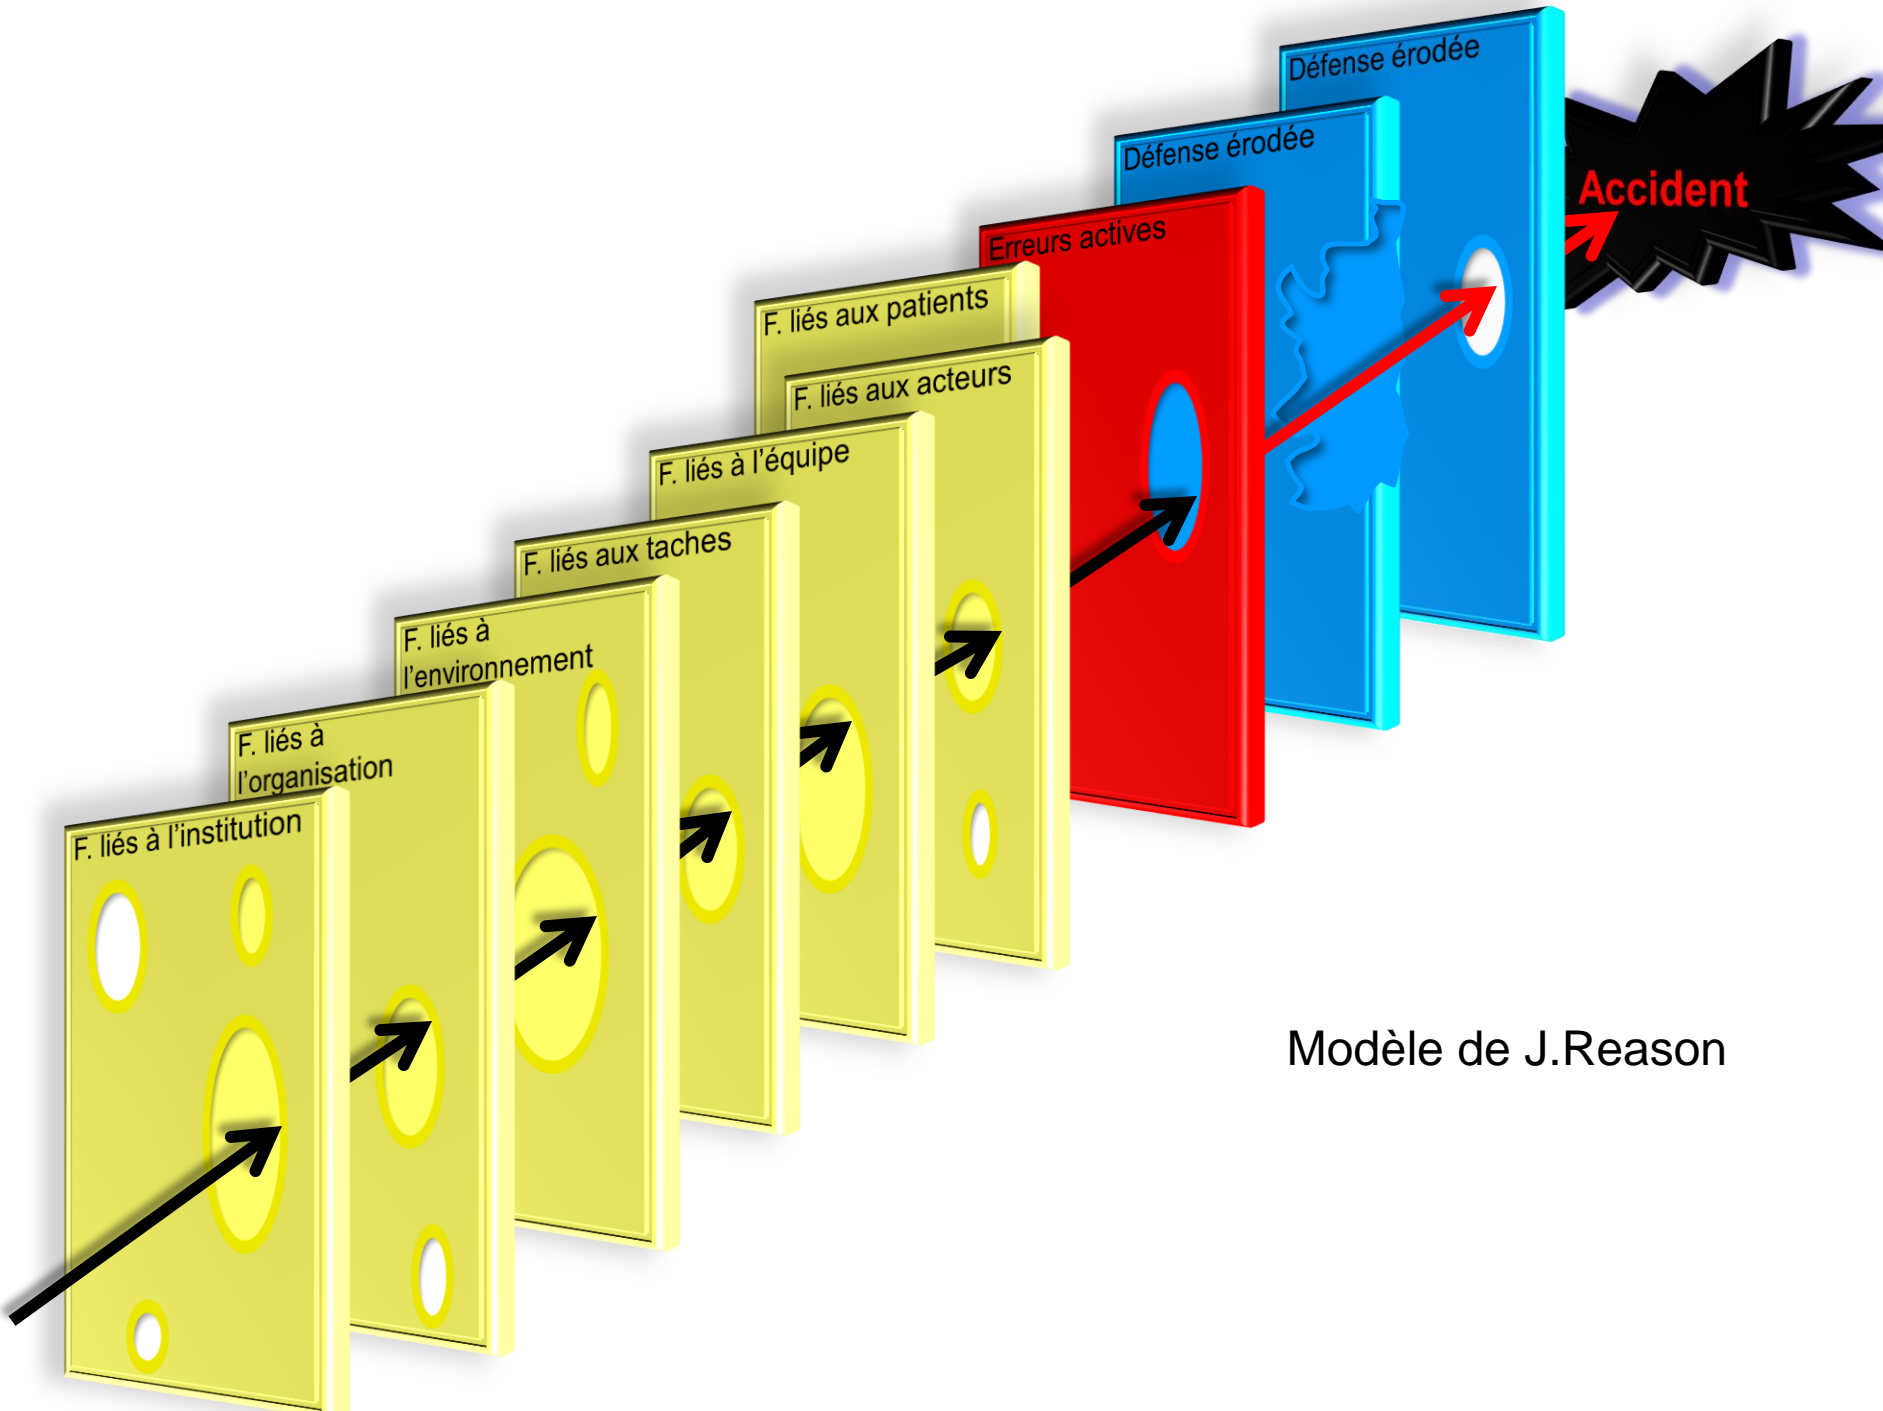 Défense érodée
Défense érodée
Accident
Erreurs actives
F. liés aux patients
F. liés aux acteurs
F. liés à l'équipe
F. liés aux taches
F. liés à
l'environnement
F. liés à
l'organisation
F. liés à l'institution
Modèle de J.Reason